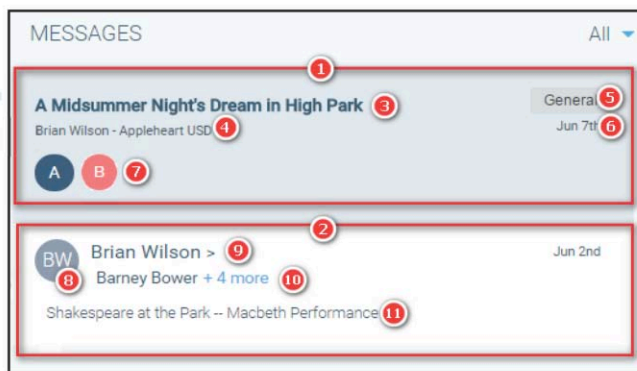 MESSAGES All
1
A Midsummer Night's Dream in High Park 3 General 5
Brian Wilson - Appleheart USD 4 Jun 7th 6
A B 7
2
BW 8 Brian Wilson > 9 Jun 2nd
Barney Bower + 4 more 10
Shakespeare at the Park -- Macbeth Performance 11